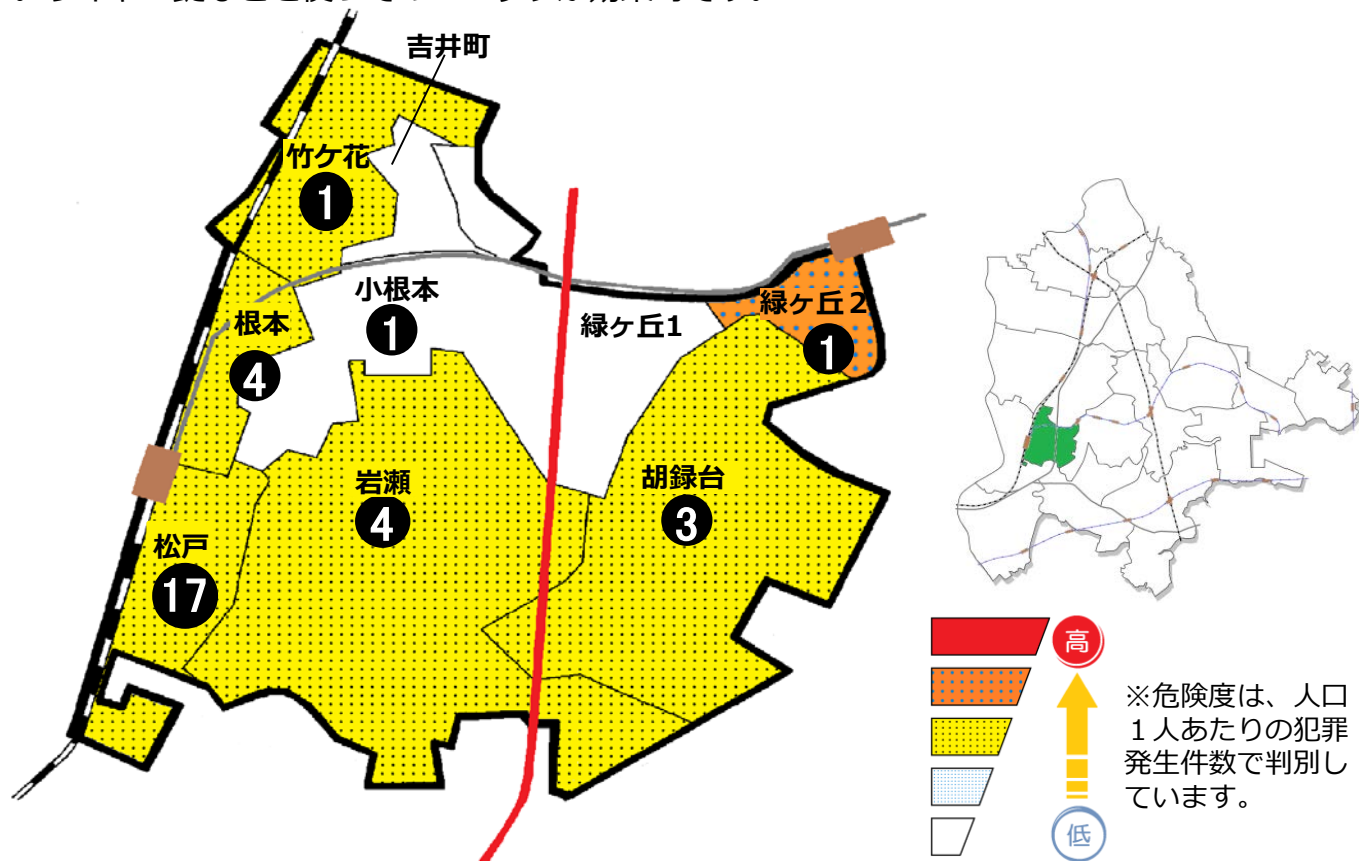 吉井町
竹ケ花
1
小根本
1
根本
4
緑ヶ丘1
緑ヶ丘2
1
岩瀬
4
胡録台
3
松戸
17
高
低
※危険度は、人口
１人あたりの犯罪
発生件数で判別し
ています。